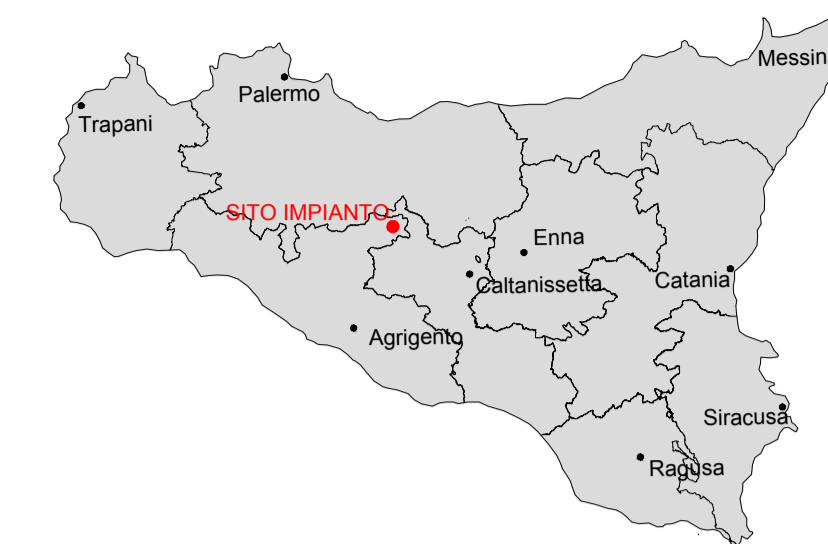 Messin
Palermo
Trapani
SITO IMPIANTO
Enna
Catania
Caltanissetta
Agrigento
Siracusa
Ragusa